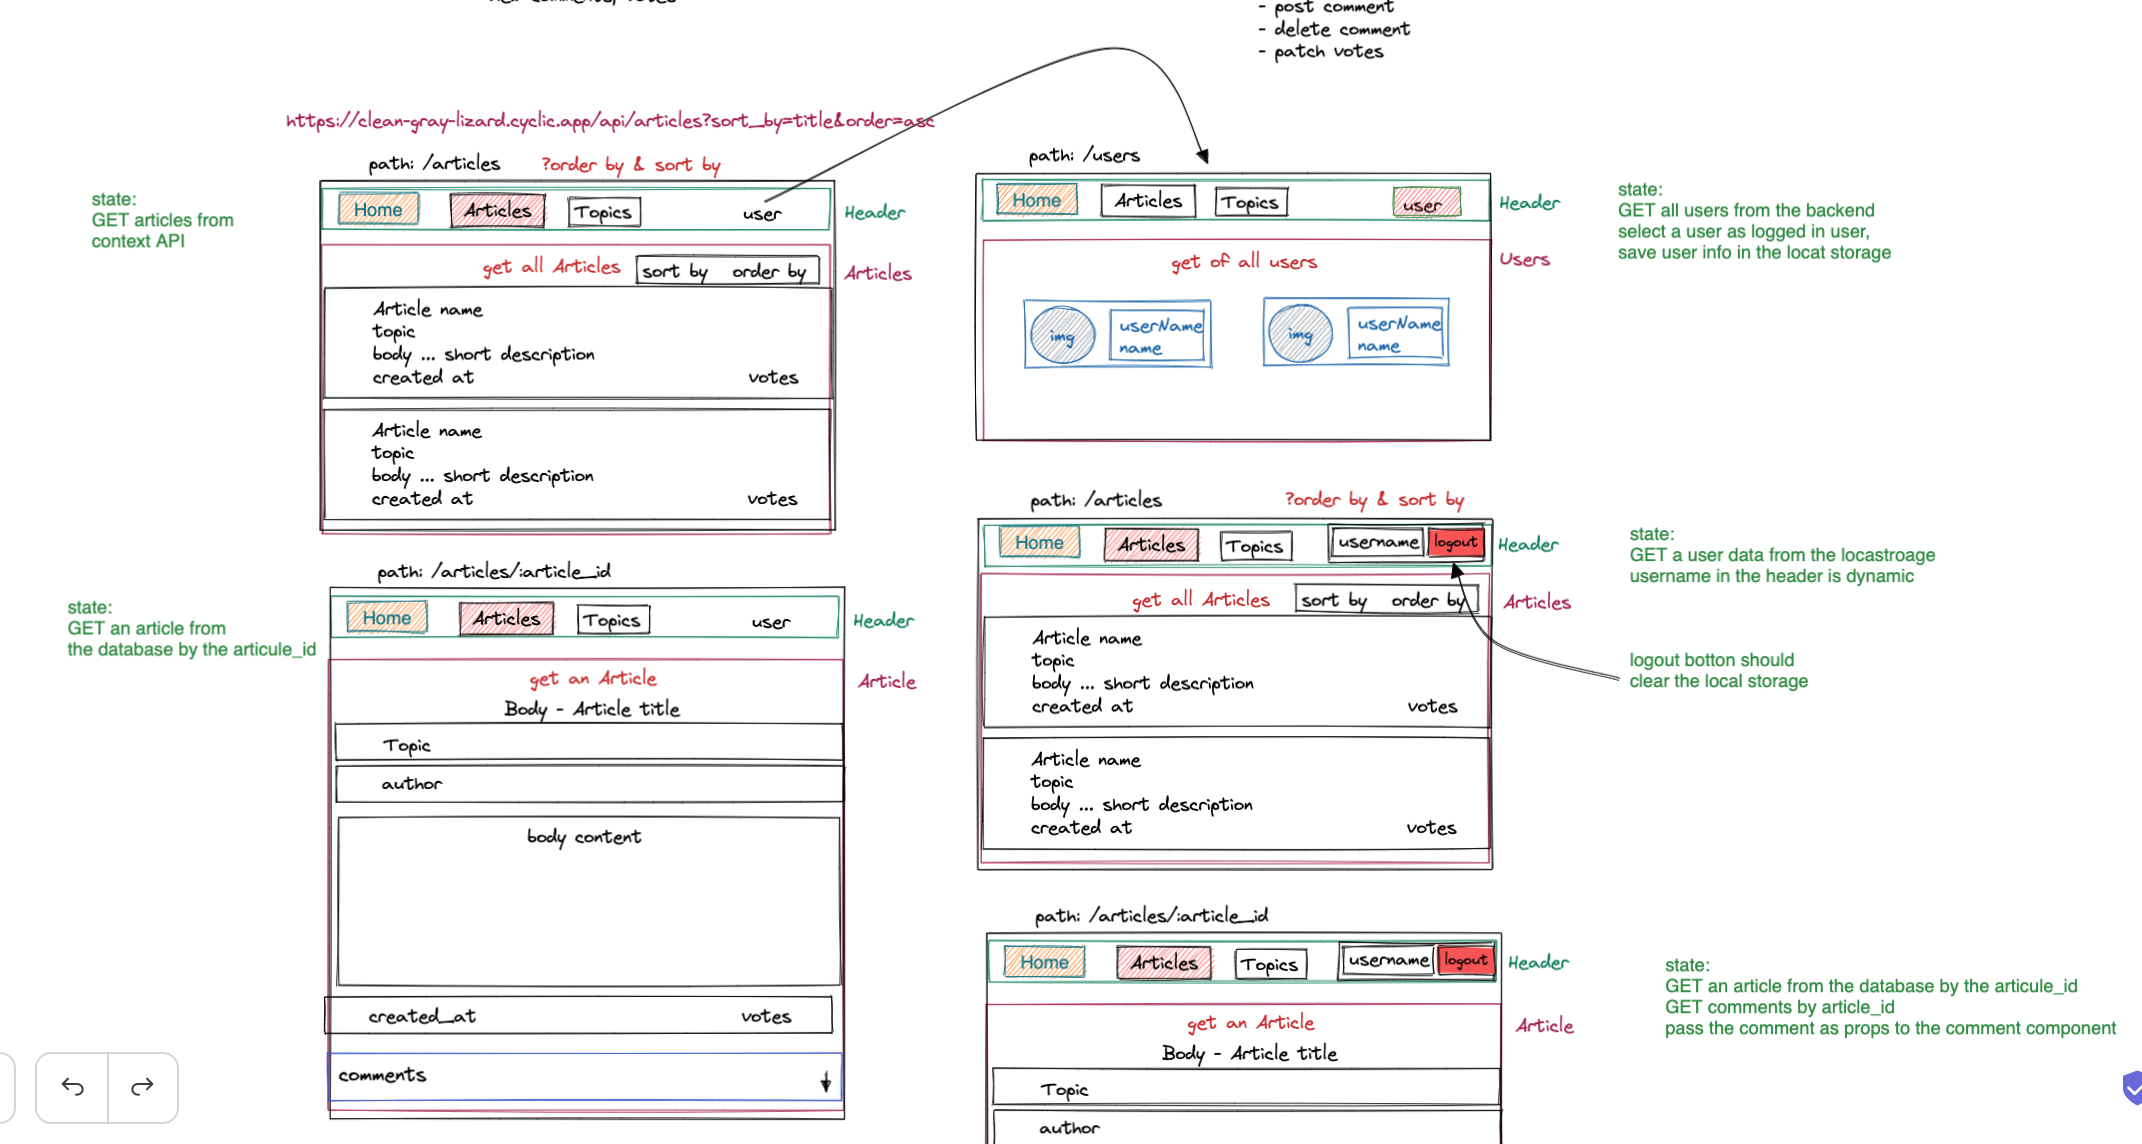 - post comment
- delete comment
- patch votes
https://clean-gray-lizard.cyclic.app/api/articles?sort_by=title&order=asc
path: /articles
?order by & sort by
state:
GET articles from
context API
Home
Articles
Topics
user
Header
get all Articles
sort by
order by
Articles
Article name
topic
body ... short description
created at
votes
Article name
topic
body ... short description
created at
votes
path: /users
Home
Articles
Topics
user
Header
get of all users
Users
img
userName
name
img
userName
name
state:
GET all users from the backend
select a user as logged in user,
save user info in the locat storage
path: /articles/:article_id
state:
GET an article from
the database by the articule_id
Home
Articles
Topics
user
Header
get an Article
Article
Body - Article title
Topic
author
body content
created_at
votes
comments
path: /articles
?order by & sort by
Home
Articles
Topics
username
logout
Header
get all Articles
sort by
order by
Articles
Article name
topic
body ... short description
created at
votes
Article name
topic
body ... short description
created at
votes
state:
GET a user data from the locastroage
username in the header is dynamic
logout botton should
clear the local storage
path: /articles/:article_id
Home
Articles
Topics
username
logout
Header
get an Article
Article
Body - Article title
Topic
author
state:
GET an article from the database by the articule_id
GET comments by article_id
pass the comment as props to the comment component